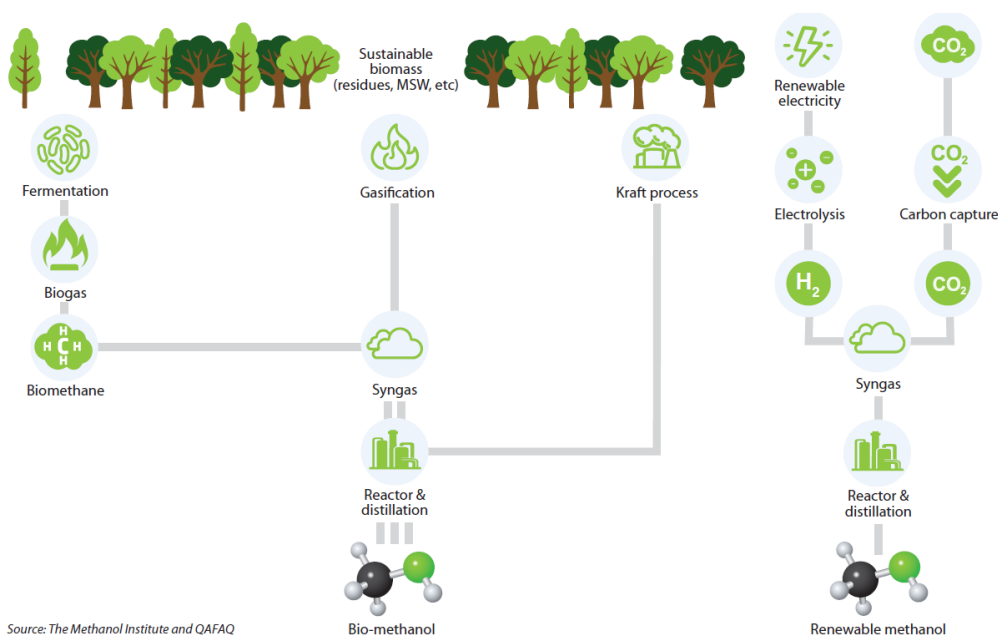 Sustainable
biomass
(residues, MSW, etc)
Fermentation
Gasification
Kraft process
Biogas
H
H C H
H
Biomethane
Syngas
Reactor &
distillation
Bio-methanol
Renewable
electricity
CO₂
CO₂
Electrolysis
Carbon capture
H₂
CO₂
Syngas
Reactor &
distillation
Renewable methanol
Source: The Methanol Institute and QAFAQ